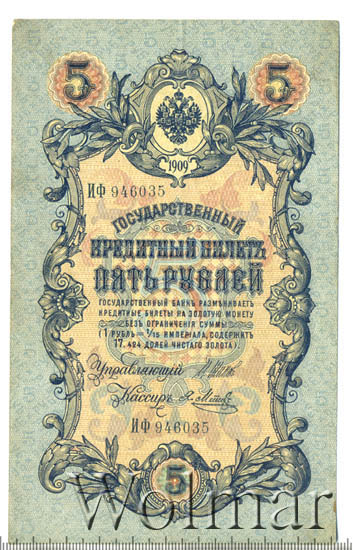 5 5
1909
ИФ 946035
ГОСУДАРСТВЕННЫЙ
КРЕДИТНЫЙ БИЛЕТЪ
ПЯТЬ РУБЛЕЙ
ГОСУДАРСТВЕННЫЙ БАНКЪ РАЗМѢНИВАЕТЪ
КРЕДИТНЫЕ БИЛЕТЫ НА ЗОЛОТУЮ МОНЕТУ
БЕЗЪ ОГРАНИЧЕНІЯ СУММЫ
(1 РУБЛЬ = 1/15 ИМПЕРІАЛА, СОДЕРЖИТЪ
17,424 ДОЛЕЙ ЧИСТАГО ЗОЛОТА).
Управляющій
Кассиръ
ИФ 946035
5
Wolmar